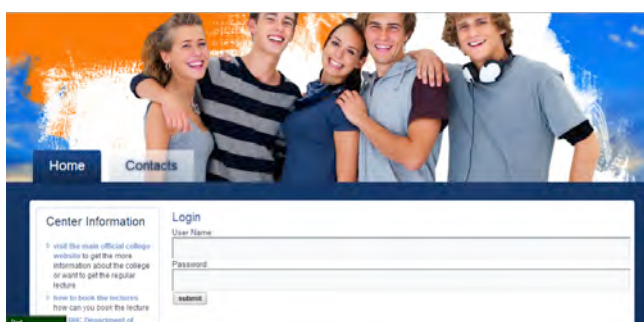 Home
Contacts
Center Information
visit the main official college
website to get the more
information about the college
or want to get the regular
lecture
how to book the lectures
how can you book the lecture
Department of
Login
User Name
Password
submit